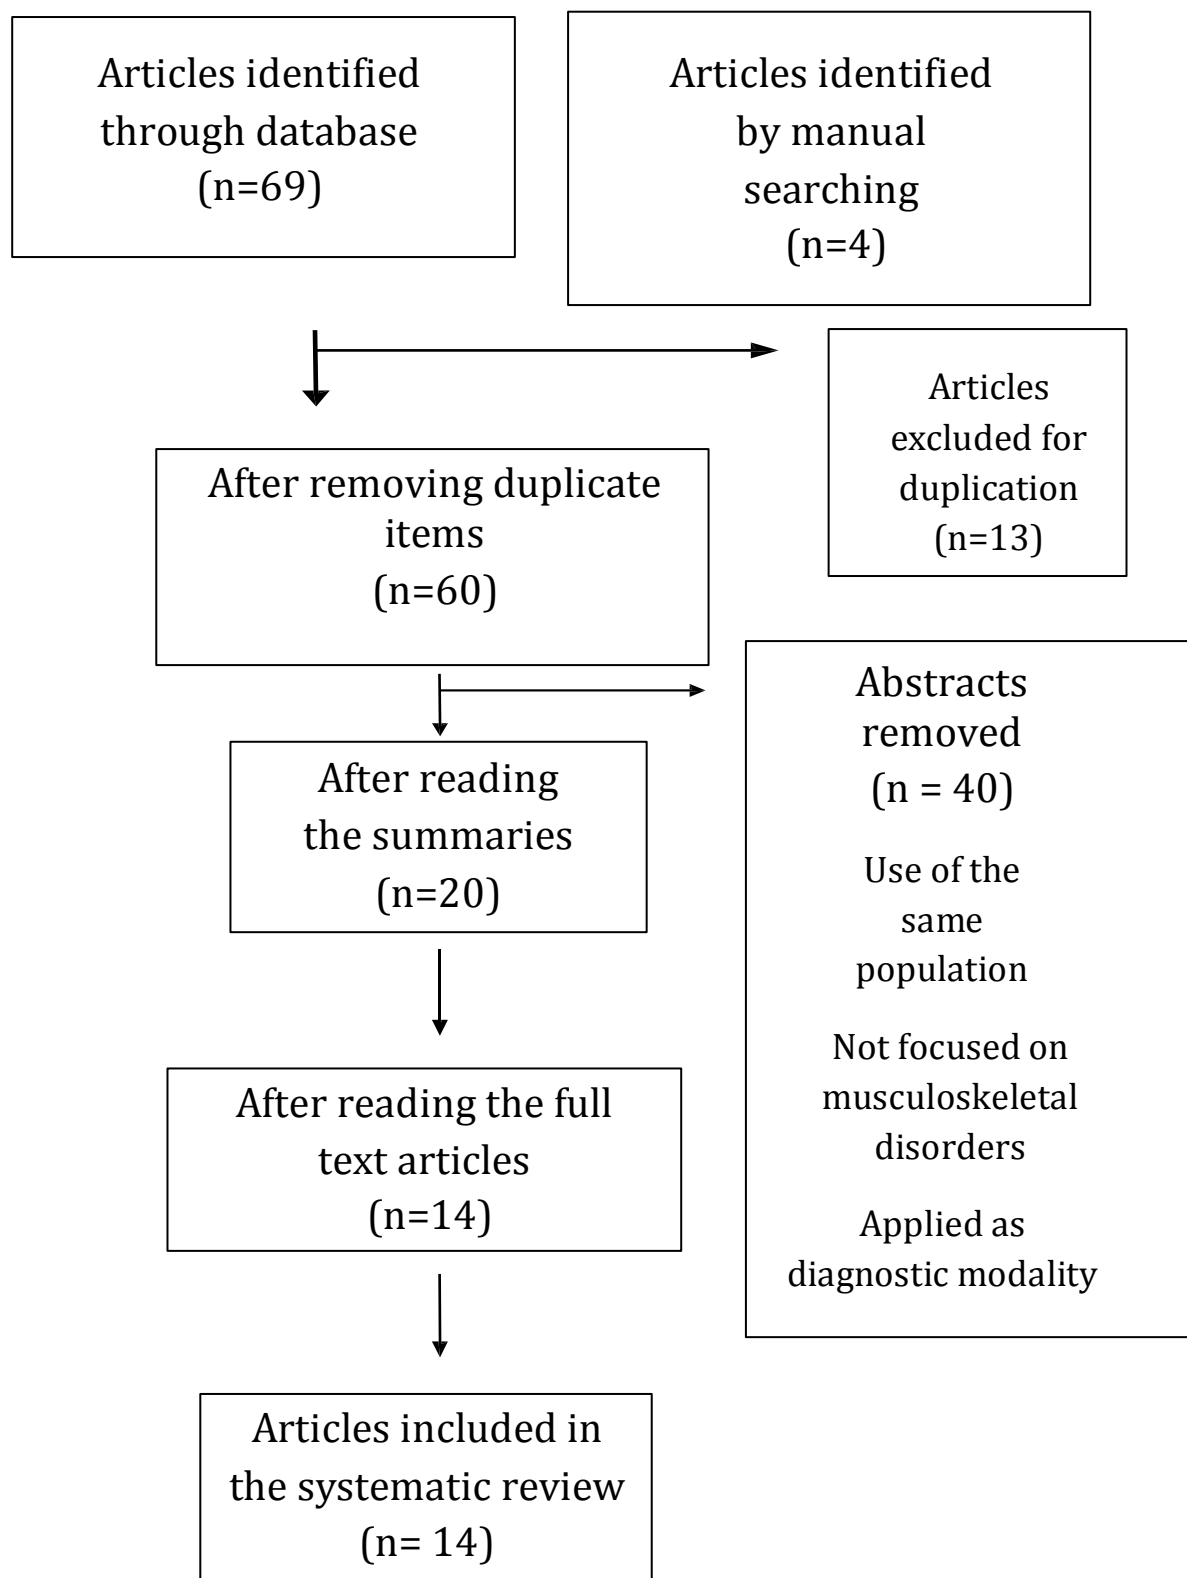 Articles identified
through database
(n=69)
Articles identified
by manual
searching
(n=4)
Articles
excluded for
duplication
(n=13)
After removing duplicate
items
(n=60)
Abstracts
removed
(n = 40)
Use of the
same
population
Not focused on
musculoskeletal
disorders
Applied as
diagnostic modality
After reading
the summaries
(n=20)
After reading the full
text articles
(n=14)
Articles included in
the systematic review
(n= 14)